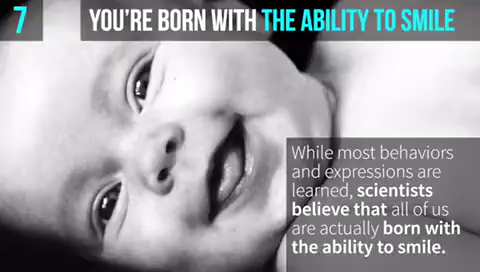 7
YOU'RE BORN WITH THE ABILITY TO SMILE
While most behaviors
and expressions are
learned, scientists
believe that all of us
are actually born with
the ability to smile.